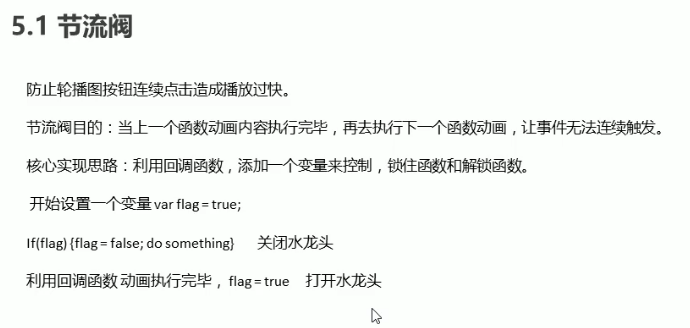 5.1 节流阀
防止轮播图按钮连续点击造成播放过快。
节流阀目的：当上一个函数动画内容执行完毕，再去执行下一个函数动画，让事件无法连续触发。
核心实现思路：利用回调函数，添加一个变量来控制，锁住函数和解锁函数。
开始设置一个变量 var flag = true;
If(flag) {flag = false; do something} 关闭水龙头
利用回调函数 动画执行完毕， flag = true 打开水龙头